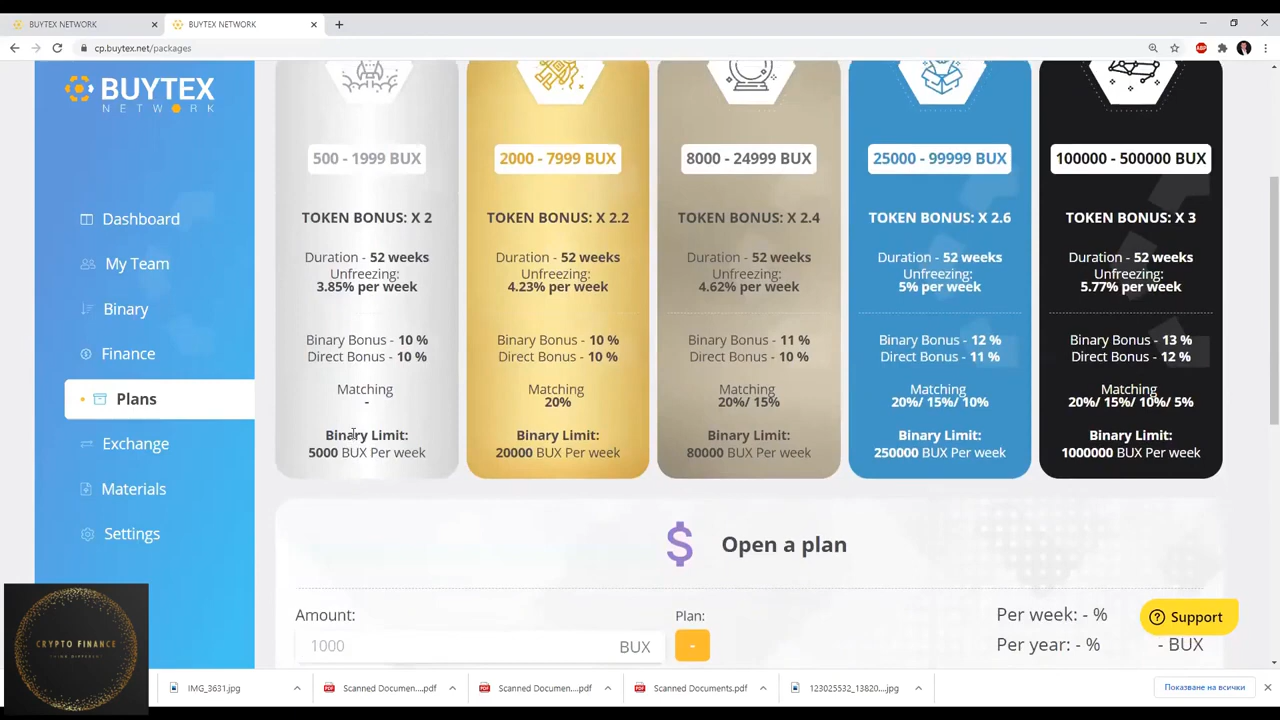 BUYTEX NETWORK
BUYTEX NETWORK
cp.buytex.net/packages
BUYTEX
NETWORK
Dashboard
My Team
Binary
Finance
Plans
Exchange
Materials
Settings
500 - 1999 BUX
TOKEN BONUS: X 2
Duration - 52 weeks
Unfreezing:
3.85% per week
Binary Bonus - 10 %
Direct Bonus - 10 %
Matching
-
Binary Limit:
5000 BUX Per week
2000 - 7999 BUX
TOKEN BONUS: X 2.2
Duration - 52 weeks
Unfreezing:
4.23% per week
Binary Bonus - 10 %
Direct Bonus - 10 %
Matching
20%
Binary Limit:
20000 BUX Per week
8000 - 24999 BUX
TOKEN BONUS: X 2.4
Duration - 52 weeks
Unfreezing:
4.62% per week
Binary Bonus - 11 %
Direct Bonus - 10 %
Matching
20%/ 15%
Binary Limit:
80000 BUX Per week
25000 - 99999 BUX
TOKEN BONUS: X 2.6
Duration - 52 weeks
Unfreezing:
5% per week
Binary Bonus - 12 %
Direct Bonus - 11 %
Matching
20%/ 15%/ 10%
Binary Limit:
250000 BUX Per week
100000 - 500000 BUX
TOKEN BONUS: X 3
Duration - 52 weeks
Unfreezing:
5.77% per week
Binary Bonus - 13 %
Direct Bonus - 12 %
Matching
20%/ 15%/ 10%/ 5%
Binary Limit:
1000000 BUX Per week
$ Open a plan
Amount:
1000 BUX
Plan:
-
Per week: - %
Per year: - % - BUX
Support
CRYPTO FINANCE
THINK DIFFERENT
IMG_3631.jpg
Scanned Documen....pdf
Scanned Documen....pdf
Scanned Documents.pdf
123025532_13820....jpg
Показване на всички